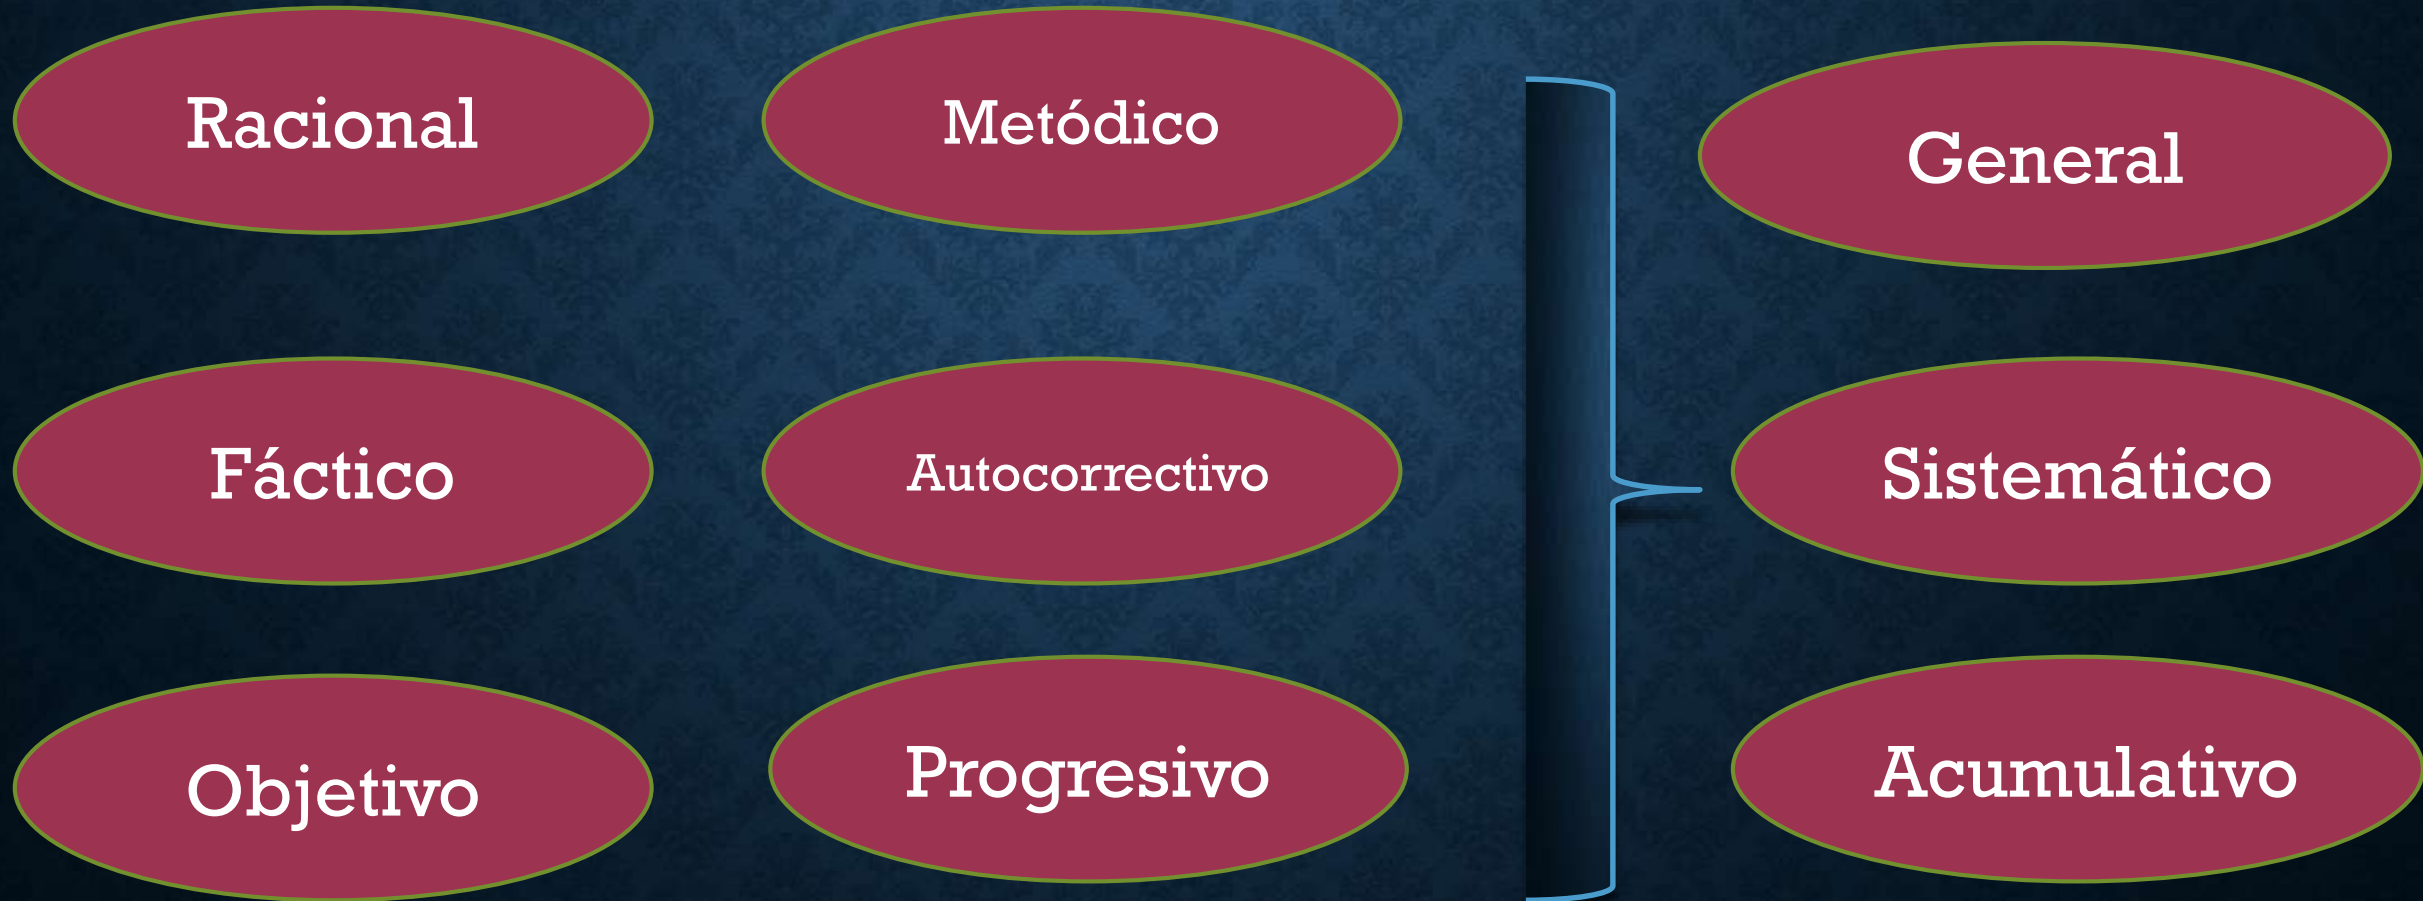 Racional
Metódico
General
Fáctico
Autocorrectivo
Sistemático
Objetivo
Progresivo
Acumulativo